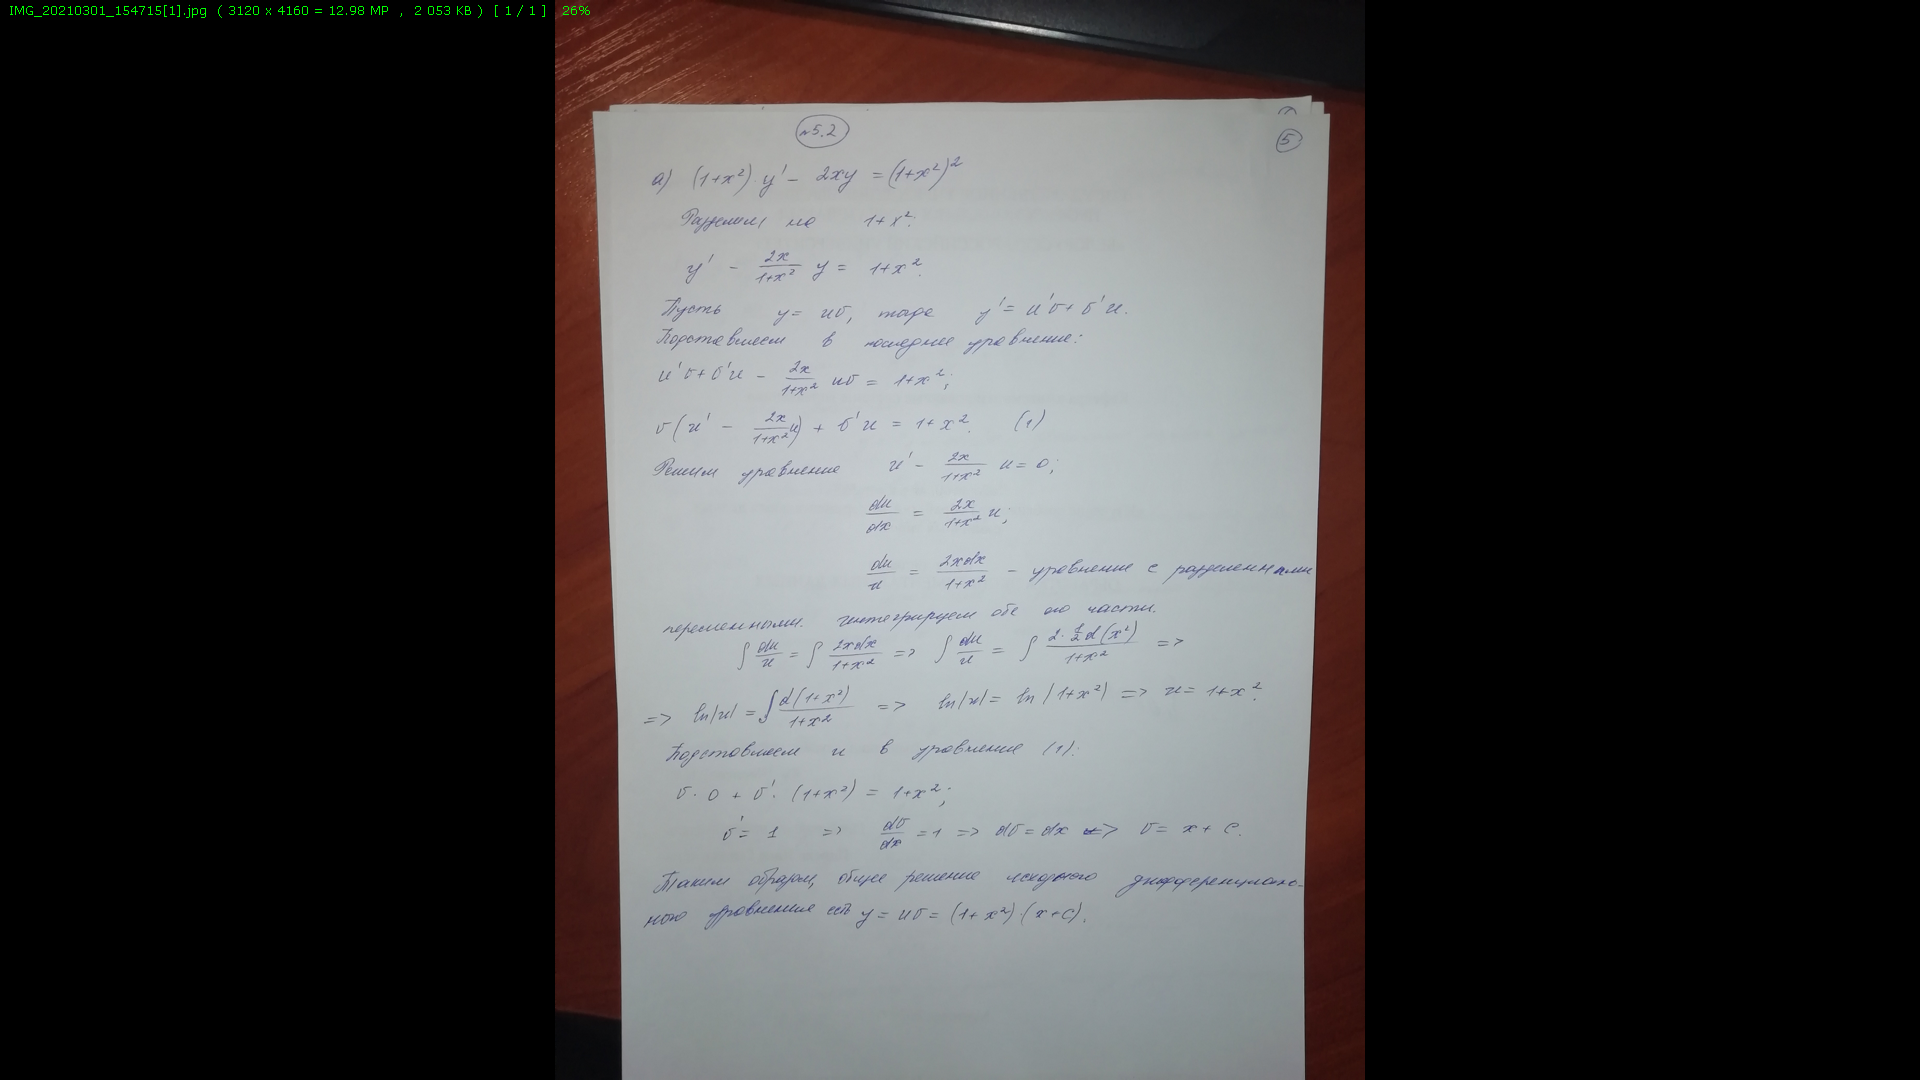 IMG_20210301_154715[1].jpg ( 3120 x 4160 = 12.98 MP , 2 053 KB ) [ 1 / 1 ] 26%
№5.2
5
а) (1+x²) y' - 2xy = (1+x²)²
Разделим на 1+x².
y' - 2x/(1+x²) y = 1+x².
Пусть y = uv, тогда y' = u'v + v'u.
Подставляем в последнее уравнение:
u'v + v'u - 2x/(1+x²) uv = 1+x²;
v(u' - 2x/(1+x²) u) + v'u = 1+x². (1)
Решим уравнение u' - 2x/(1+x²) u = 0;
du/dx = 2x/(1+x²) u;
du/u = 2xdx/(1+x²) - уравнение с разделенными
переменными. Интегрируем обе его части.
∫ du/u = ∫ 2xdx/(1+x²) => ∫ du/u = ∫ 2·½d(x²)/(1+x²) =>
=> ln|u| = ∫ d(1+x²)/(1+x²) => ln|u| = ln|1+x²| => u = 1+x².
Подставляем u в уравнение (1):
v·0 + v'·(1+x²) = 1+x²;
v' = 1 => dv/dx = 1 => dv = dx => v = x + C.
Таким образом, общее решение исходного дифференциаль-
ного уравнения есть y = uv = (1+x²)·(x+C).